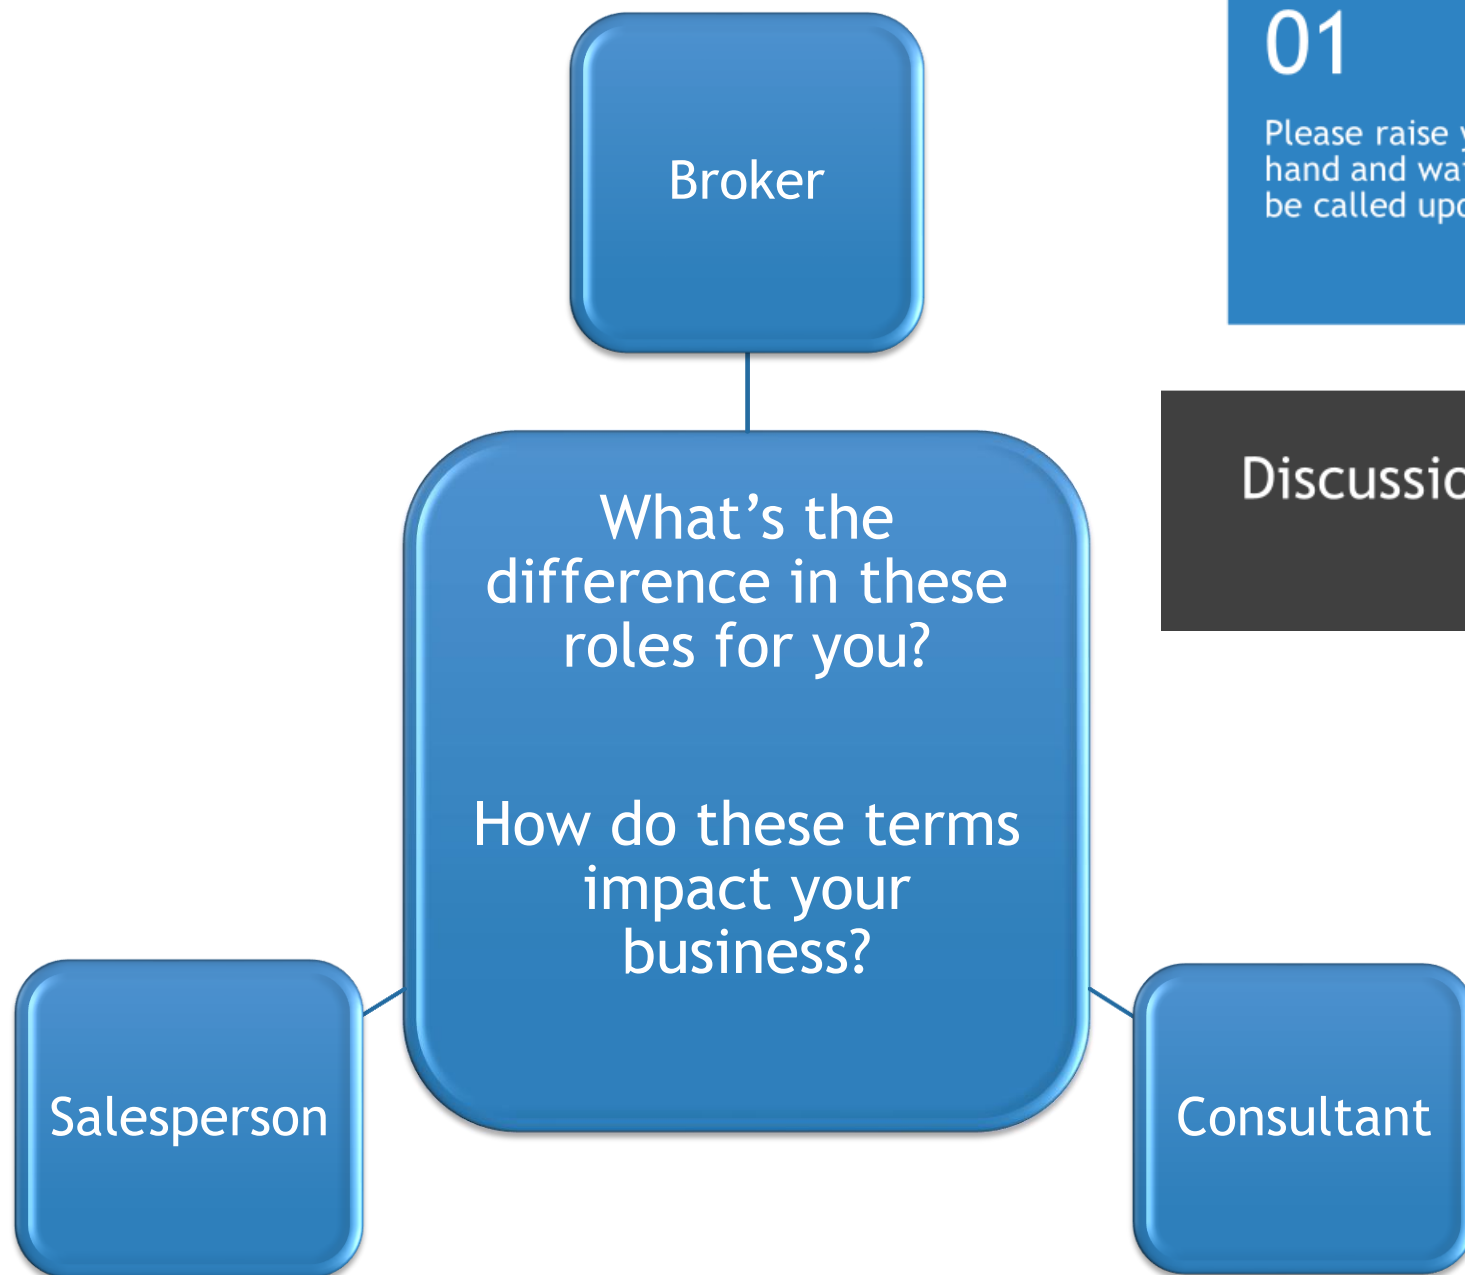 Broker
What's the
difference in these
roles for you?
How do these terms
impact your
business?
Salesperson
Consultant
01
Please raise
hand and
be called